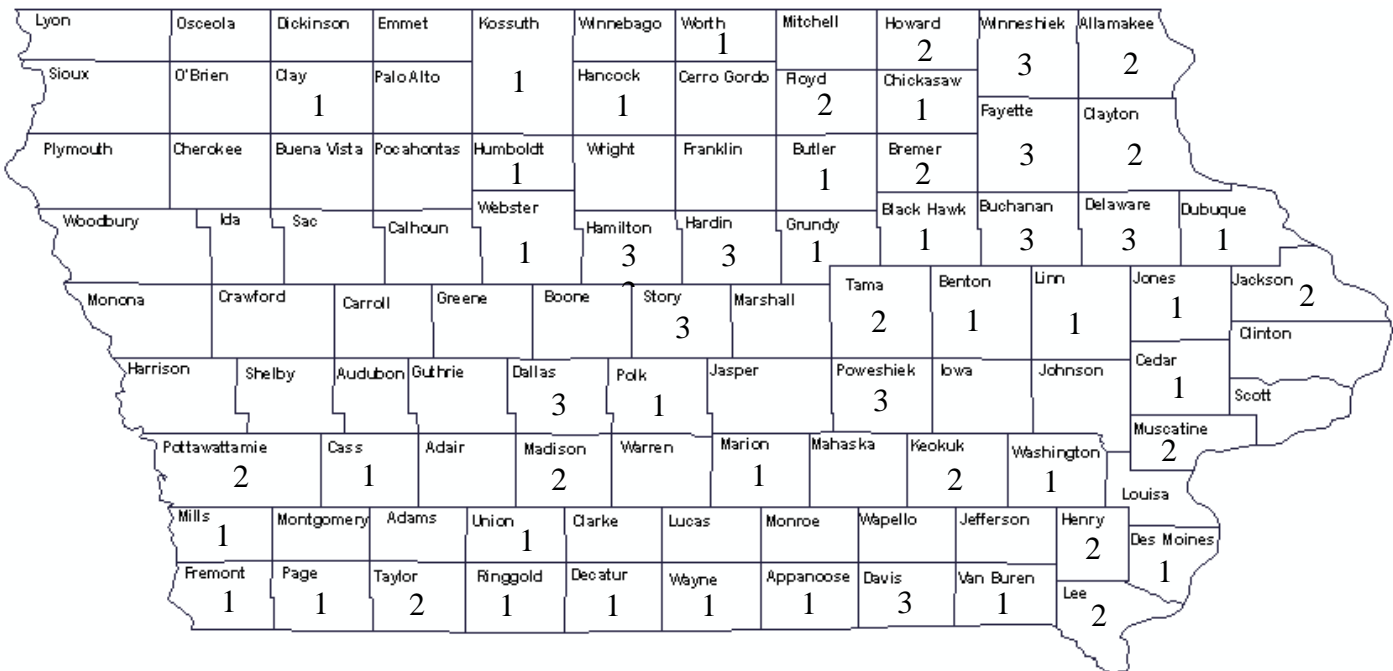 Lyon
Osceola
Dickinson
Emmet
Kossuth
1
Winnebago
Worth
1
Mitchell
Howard
2
Winneshiek
3
Allamakee
2
Sioux
O'Brien
Clay
1
Palo Alto
Hancock
1
Cerro Gordo
Floyd
2
Chickasaw
1
Fayette
3
Clayton
2
Plymouth
Cherokee
Buena Vista
Pocahontas
Humboldt
1
Wright
Franklin
Butler
1
Bremer
2
Woodbury
Ida
Sac
Calhoun
Webster
1
Hamilton
3
Hardin
3
Grundy
1
Black Hawk
1
Buchanan
3
Delaware
3
Dubuque
1
Monona
Crawford
Carroll
Greene
Boone
Story
3
Marshall
Tama
2
Benton
1
Linn
1
Jones
1
Jackson
2
Clinton
Harrison
Shelby
Audubon
Guthrie
Dallas
3
Polk
1
Jasper
Poweshiek
3
Iowa
Johnson
Cedar
1
Scott
Pottawattamie
2
Cass
1
Adair
Madison
2
Warren
Marion
1
Mahaska
Keokuk
2
Washington
1
Muscatine
2
Louisa
Mills
1
Montgomery
Adams
Union
1
Clarke
Lucas
Monroe
Wapello
Jefferson
Henry
2
Des Moines
1
Fremont
1
Page
1
Taylor
2
Ringgold
1
Decatur
1
Wayne
1
Appanoose
1
Davis
3
Van Buren
1
Lee
2